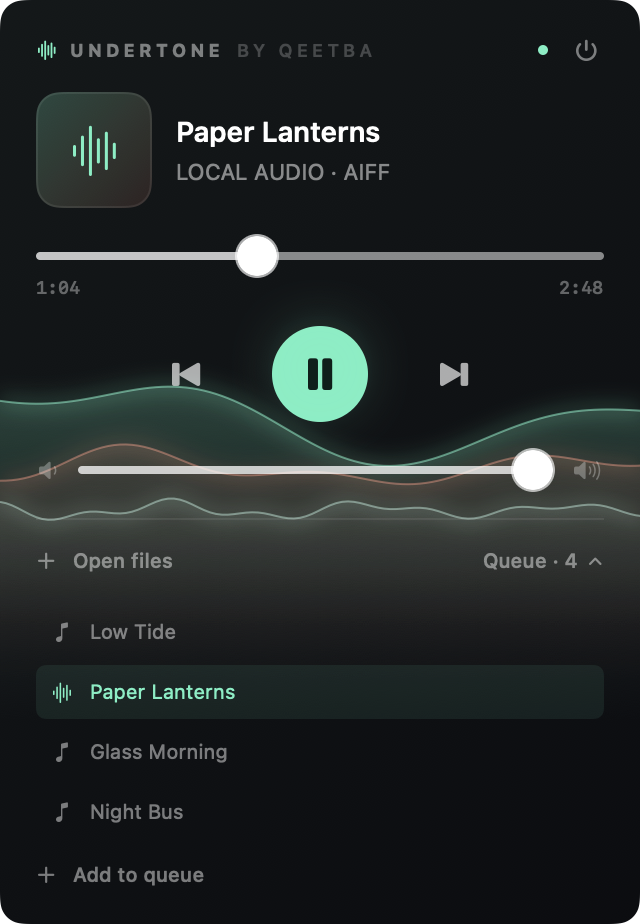 UNDERTONE BY QEETBA
Paper Lanterns
LOCAL AUDIO · AIFF
1:04 2:48
Open files Queue · 4
Low Tide
Paper Lanterns
Glass Morning
Night Bus
Add to queue